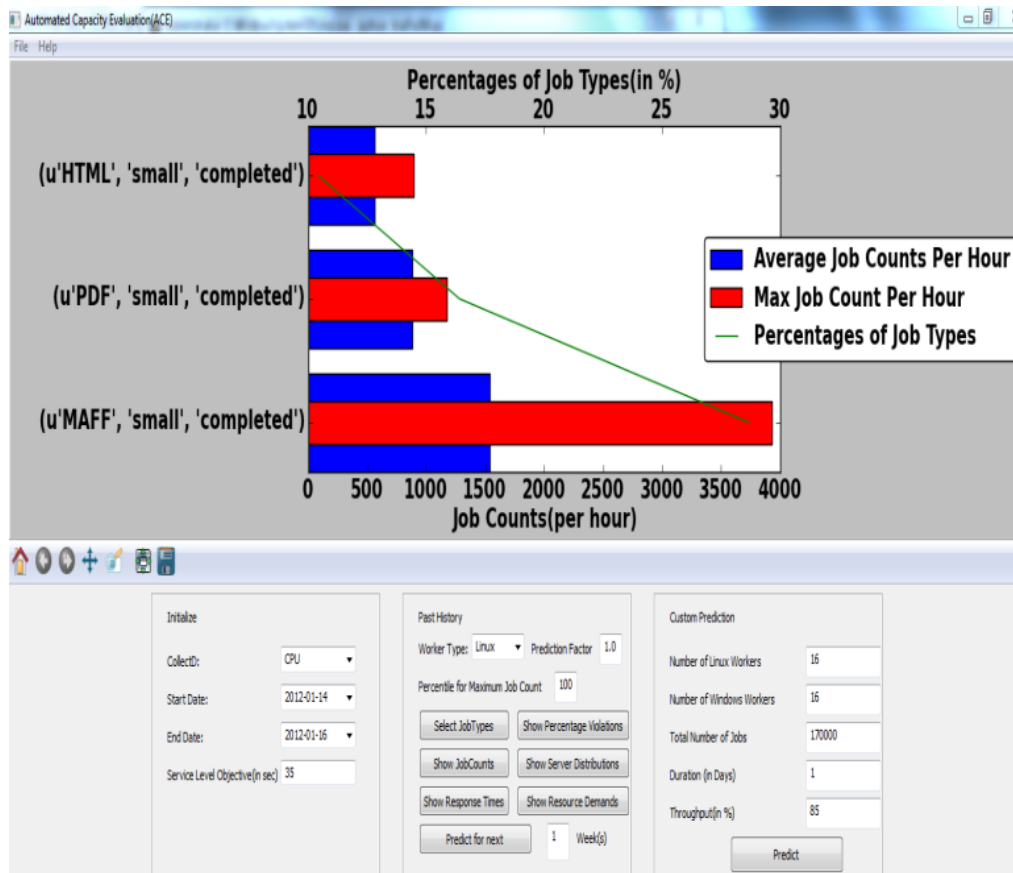 Automated Capacity Evaluation(ACE)
File Help
Percentages of Job Types(in %)
10 15 20 25 30
(u'HTML', 'small', 'completed')
(u'PDF', 'small', 'completed')
(u'MAFF', 'small', 'completed')
Average Job Counts Per Hour
Max Job Count Per Hour
Percentages of Job Types
0 500 1000 1500 2000 2500 3000 3500 4000
Job Counts(per hour)
Initialize
CollectD: CPU
Start Date: 2012-01-14
End Date: 2012-01-16
Service Level Objective(in sec) 35
Past History
Worker Type: Linux Prediction Factor 1.0
Percentile for Maximum Job Count 100
Select JobTypes Show Percentage Violations
Show JobCounts Show Server Distributions
Show Response Times Show Resource Demands
Predict for next 1 Week(s)
Custom Prediction
Number of Linux Workers 16
Number of Windows Workers 16
Total Number of Jobs 170000
Duration (in Days) 1
Throughput(in %) 85
Predict